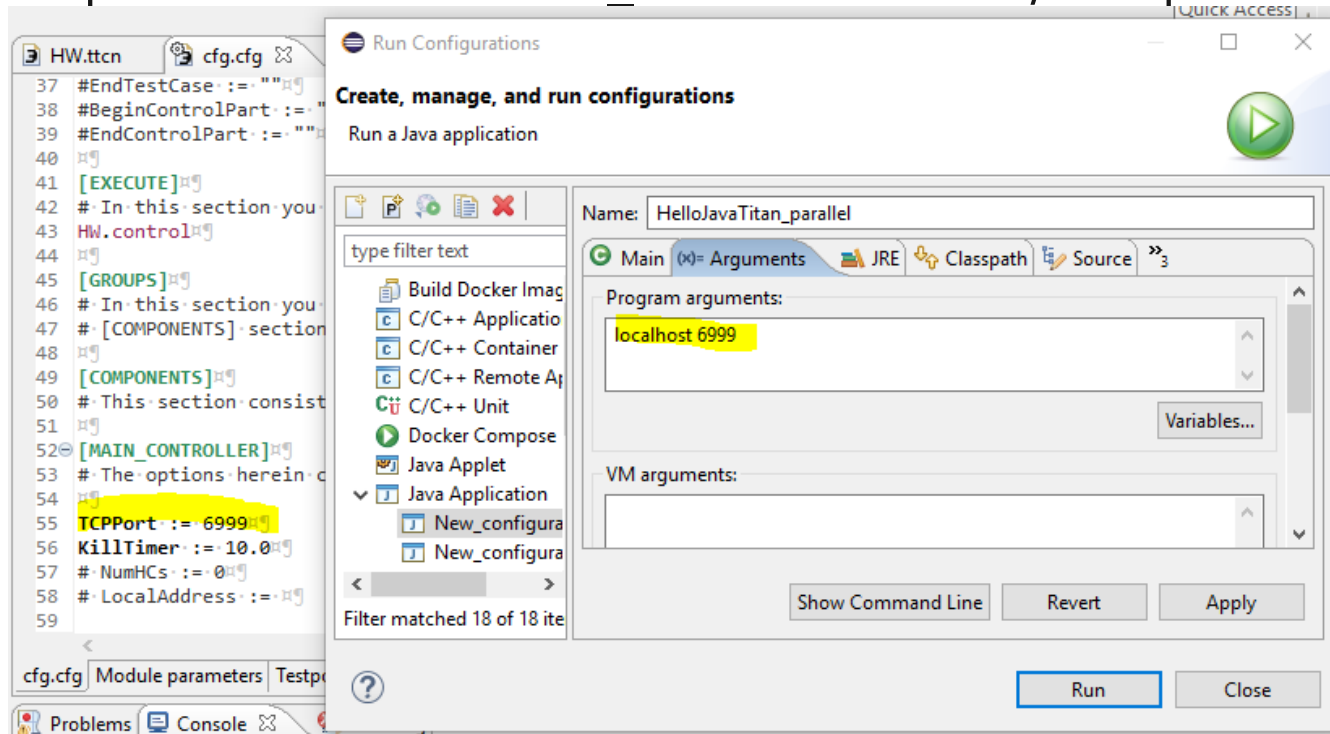 Quick Access
HW.ttcn
cfg.cfg
37 #EndTestCase := ""¤¶
38 #BeginControlPart := "
39 #EndControlPart := ""¤
40 ¤¶
41 [EXECUTE]¤¶
42 # In this section you
43 HW.control¤¶
44 ¤¶
45 [GROUPS]¤¶
46 # In this section you
47 # [COMPONENTS] section
48 ¤¶
49 [COMPONENTS]¤¶
50 # This section consist
51 ¤¶
52 [MAIN_CONTROLLER]¤¶
53 # The options herein c
54 ¤¶
55 TCPPort := 6999¤¶
56 KillTimer := 10.0¤¶
57 # NumHCs := 0¤¶
58 # LocalAddress := ¤¶
59
cfg.cfg Module parameters Testp
Problems Console
Run Configurations
Create, manage, and run configurations
Run a Java application
type filter text
Build Docker Imag
C/C++ Applicatio
C/C++ Container
C/C++ Remote Ap
C/C++ Unit
Docker Compose
Java Applet
Java Application
New_configura
New_configura
Filter matched 18 of 18 ite
Name: HelloJavaTitan_parallel
Main (x)= Arguments JRE Classpath Source »3
Program arguments:
localhost 6999
Variables...
VM arguments:
Show Command Line Revert Apply
Run Close